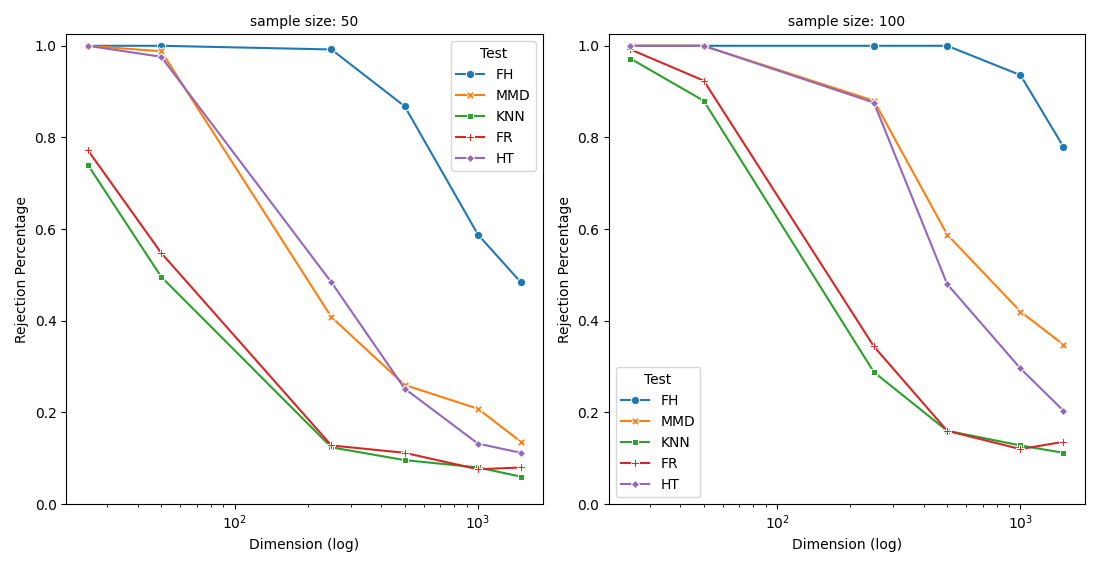 sample size: 50
Rejection Percentage
1.0
0.8
0.6
0.4
0.2
0.0
Test
FH
MMD
KNN
FR
HT
10²
10³
Dimension (log)
sample size: 100
Rejection Percentage
1.0
0.8
0.6
0.4
0.2
0.0
Test
FH
MMD
KNN
FR
HT
10²
10³
Dimension (log)